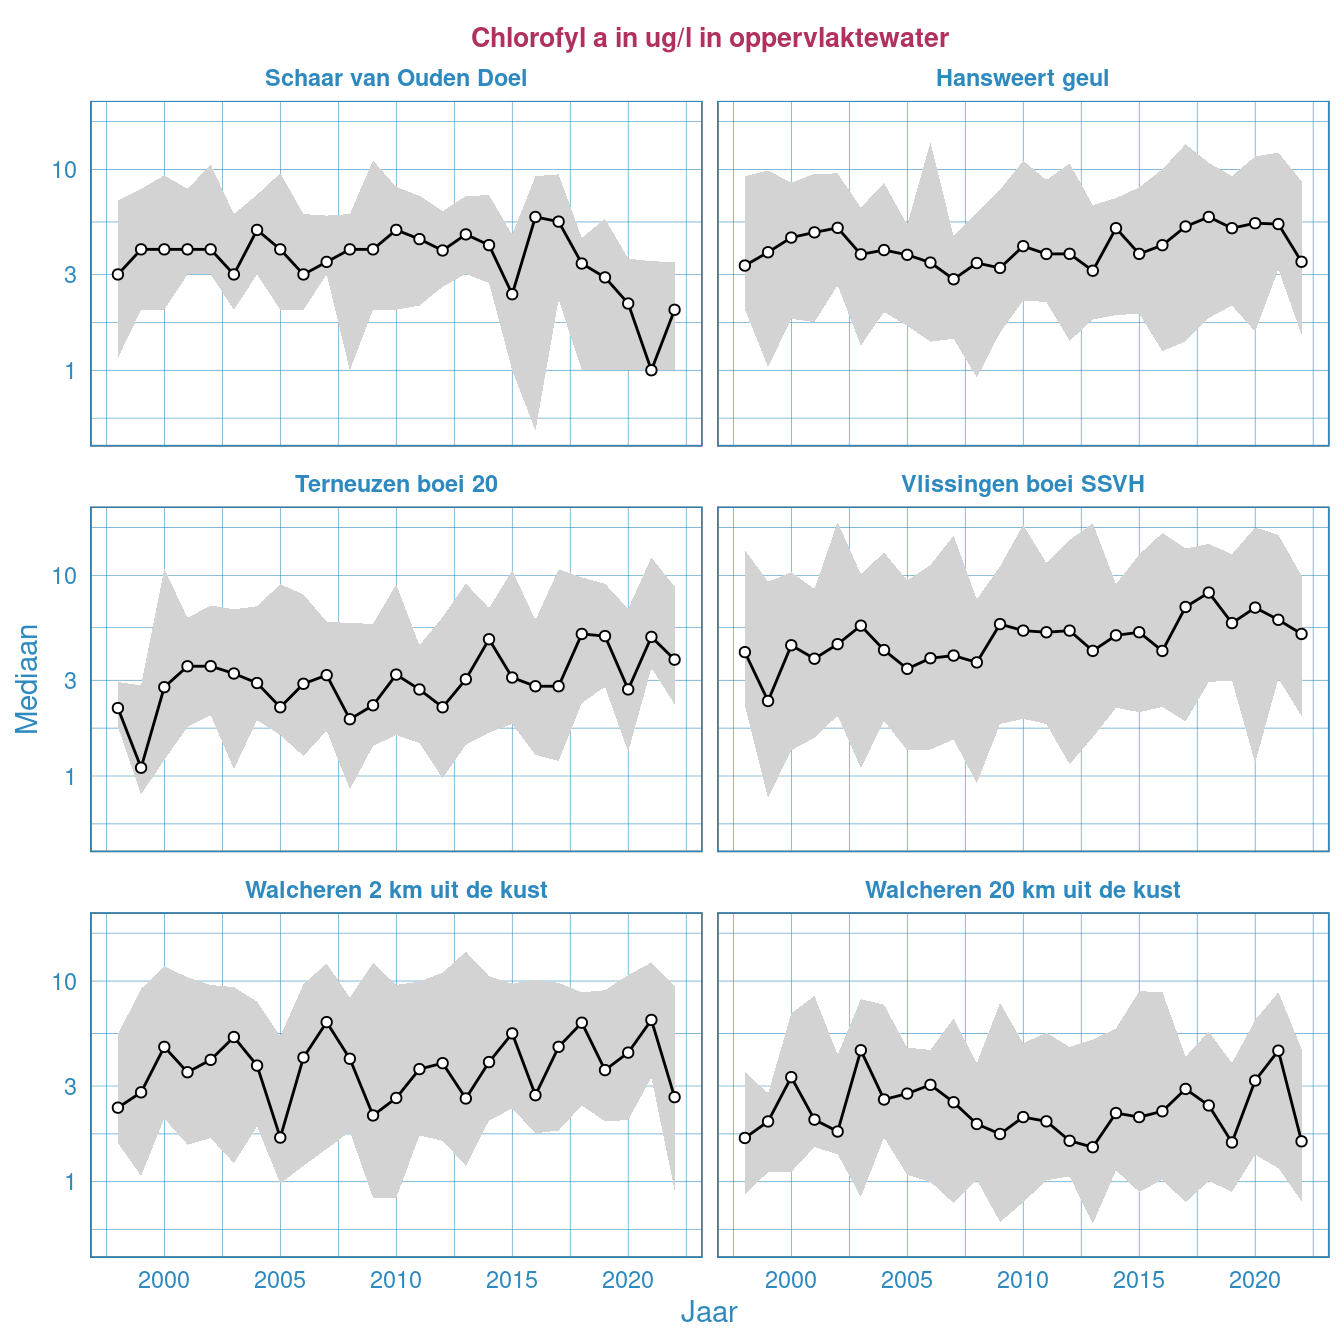 Chlorofyl a in ug/l in oppervlaktewater
Schaar van Ouden Doel
Hansweert geul
10
3
1
Terneuzen boei 20
Vlissingen boei SSVH
10
3
1
Mediaan
Walcheren 2 km uit de kust
Walcheren 20 km uit de kust
10
3
1
2000 2005 2010 2015 2020
2000 2005 2010 2015 2020
Jaar